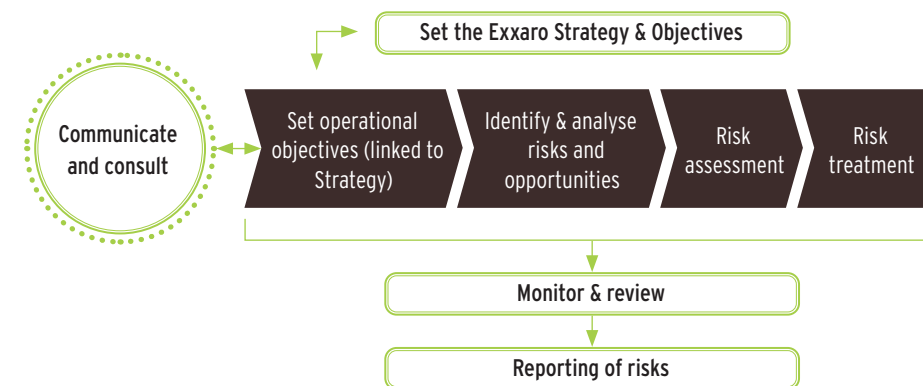 Set the Exxaro Strategy & Objectives
Communicate
and consult
Set operational
objectives (linked to
Strategy)
Identify & analyse
risks and
opportunities
Risk
assessment
Risk
treatment
Monitor & review
Reporting of risks